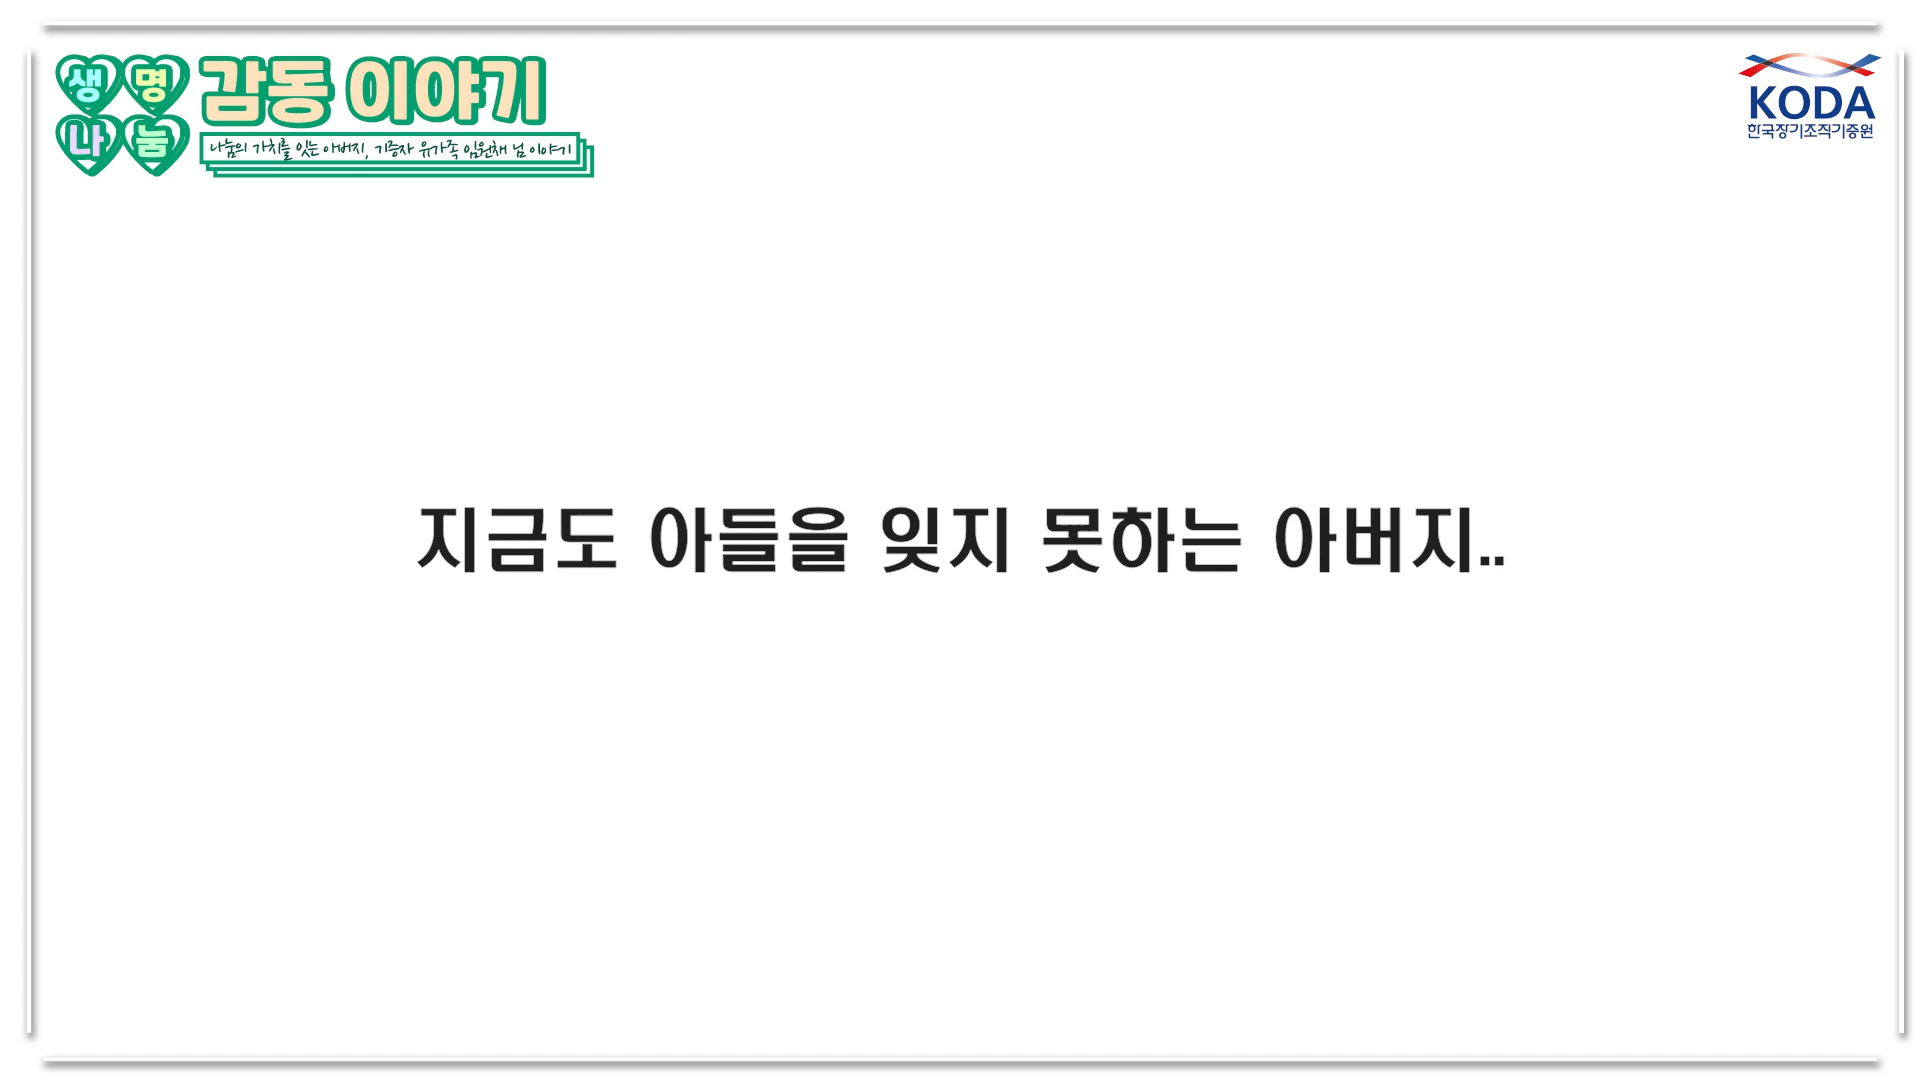 생명 감동 이야기
나눔
나눔의 가치를 잇는 아버지, 기증자 유가족 임원채 님 이야기
KODA
한국장기조직기증원
지금도 아들을 잊지 못하는 아버지..